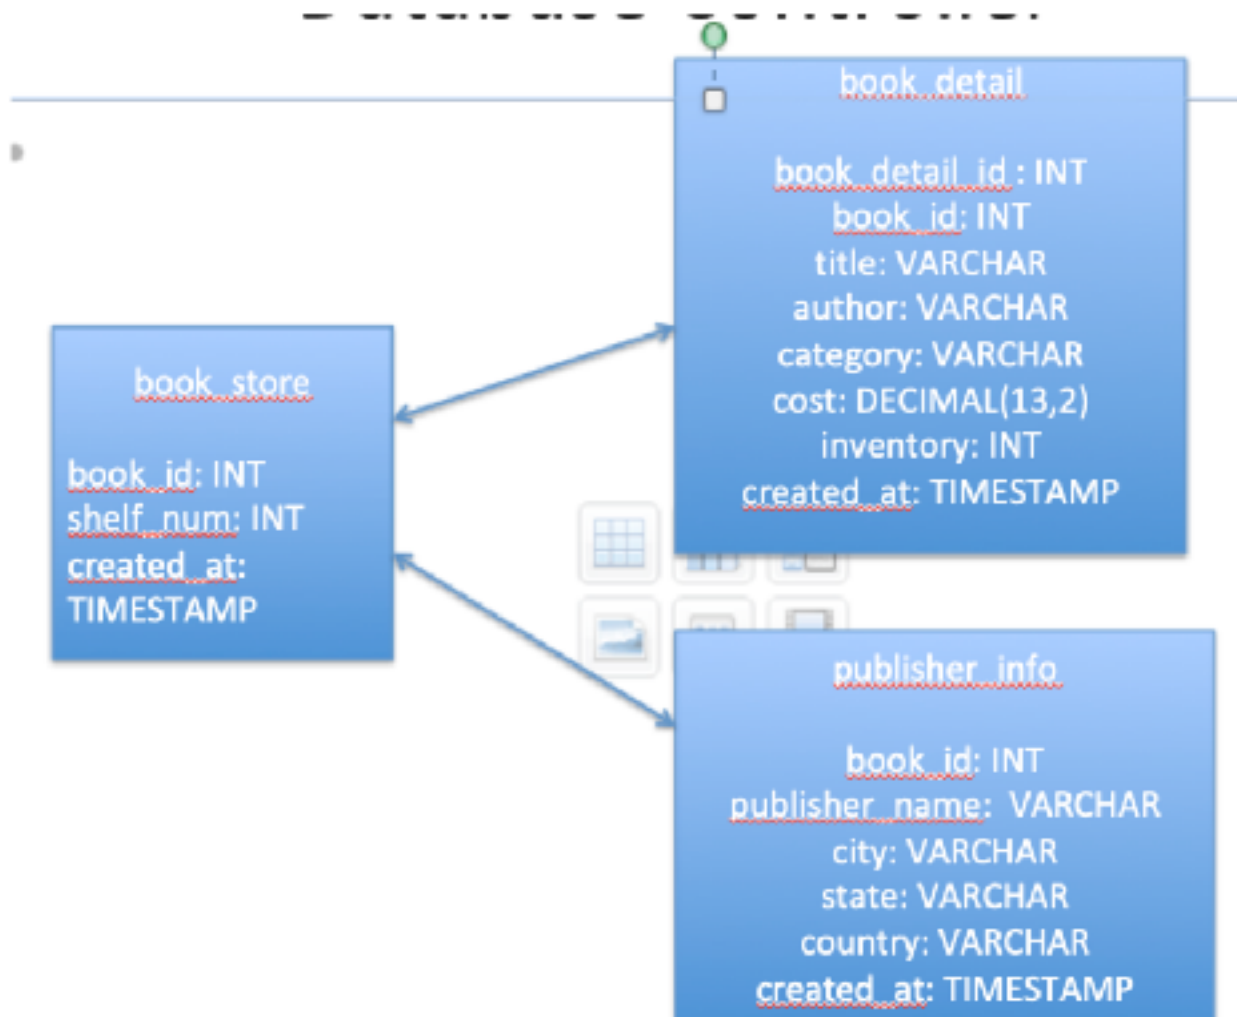 book_detail
book_detail_id : INT
book_id: INT
title: VARCHAR
author: VARCHAR
category: VARCHAR
cost: DECIMAL(13,2)
inventory: INT
created_at: TIMESTAMP
book_store
book_id: INT
shelf_num: INT
created_at:
TIMESTAMP
publisher_info
book_id: INT
publisher_name: VARCHAR
city: VARCHAR
state: VARCHAR
country: VARCHAR
created_at: TIMESTAMP